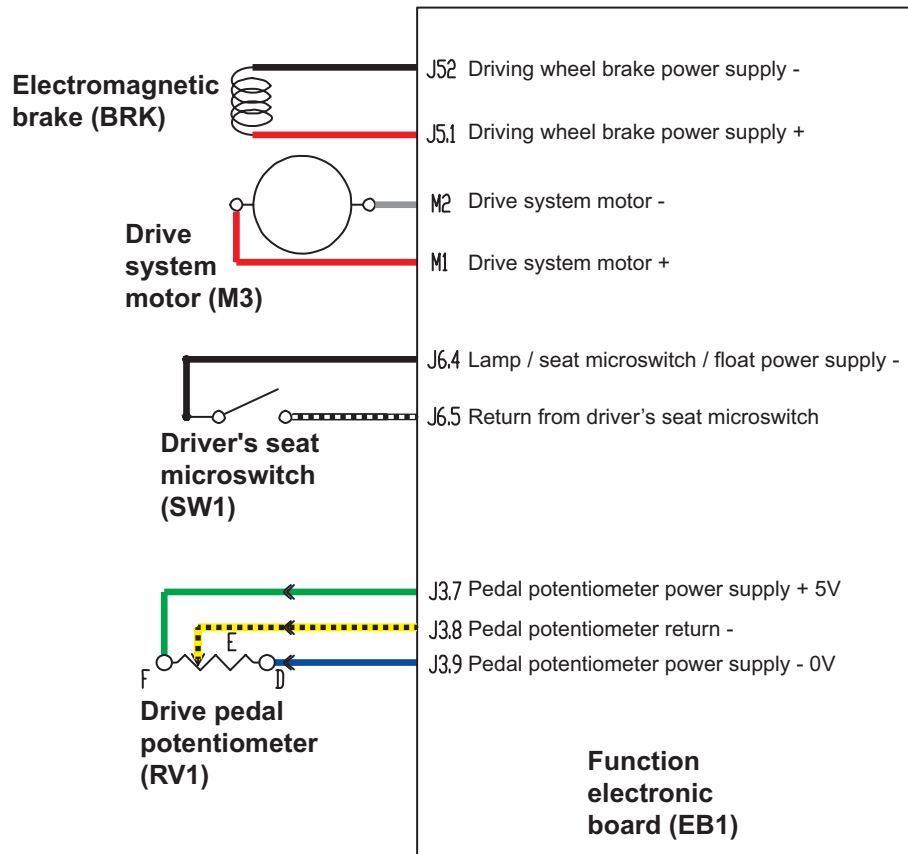 Electromagnetic
brake (BRK)
J52 Driving wheel brake power supply -
J5.1 Driving wheel brake power supply +
M2 Drive system motor -
Drive
system
motor (M3)
M1 Drive system motor +
J6.4 Lamp / seat microswitch / float power supply -
J6.5 Return from driver's seat microswitch
Driver's seat
microswitch
(SW1)
J3.7 Pedal potentiometer power supply + 5V
J3.8 Pedal potentiometer return -
E
J3.9 Pedal potentiometer power supply - 0V
F D
Drive pedal
potentiometer
(RV1)
Function
electronic
board (EB1)